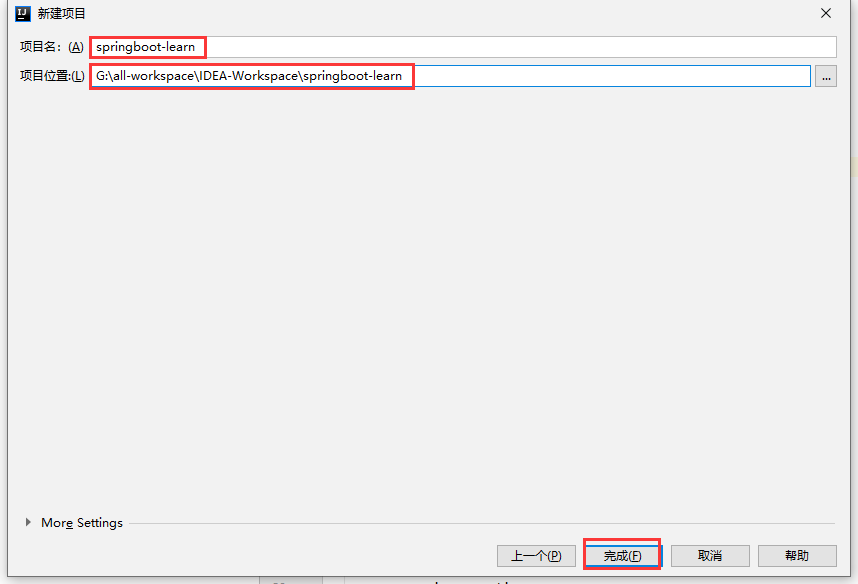 新建项目
项目名：(A) springboot-learn
项目位置:(L) G:\all-workspace\IDEA-Workspace\springboot-learn ...
More Settings
上一个(P) 完成(F) 取消 帮助